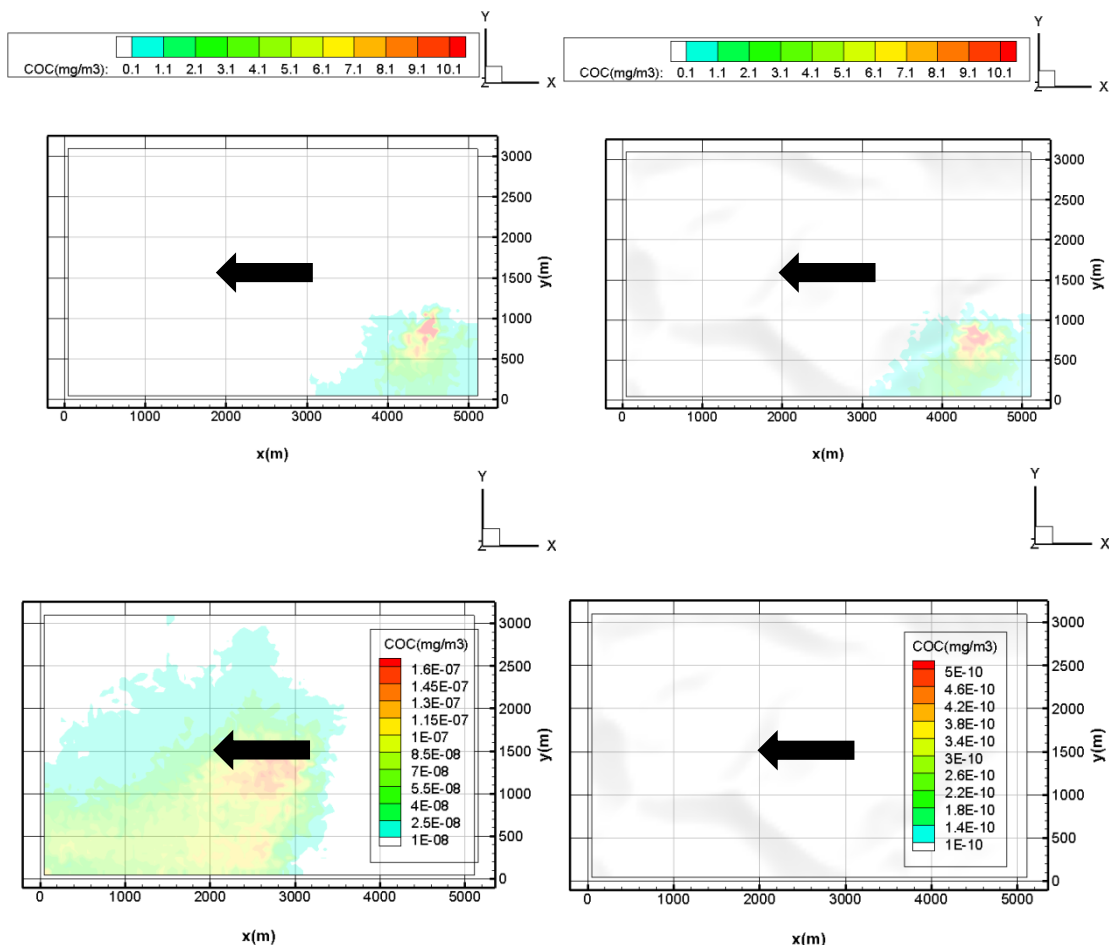 Y
COC(mg/m3): 0.1 1.1 2.1 3.1 4.1 5.1 6.1 7.1 8.1 9.1 10.1
Z X
Y
COC(mg/m3): 0.1 1.1 2.1 3.1 4.1 5.1 6.1 7.1 8.1 9.1 10.1
Z X
3000
2500
2000
1500
1000
500
0
y(m)
0 1000 2000 3000 4000 5000
x(m)
3000
2500
2000
1500
1000
500
0
y(m)
0 1000 2000 3000 4000 5000
x(m)
Y
Z X
Y
Z X
3000
2500
2000
1500
1000
500
0
y(m)
COC(mg/m3)
1.6E-07
1.45E-07
1.3E-07
1.15E-07
1E-07
8.5E-08
7E-08
5.5E-08
4E-08
2.5E-08
1E-08
0 1000 2000 3000 4000 5000
x(m)
3000
2500
2000
1500
1000
500
0
y(m)
COC(mg/m3)
5E-10
4.6E-10
4.2E-10
3.8E-10
3.4E-10
3E-10
2.6E-10
2.2E-10
1.8E-10
1.4E-10
1E-10
0 1000 2000 3000 4000 5000
x(m)